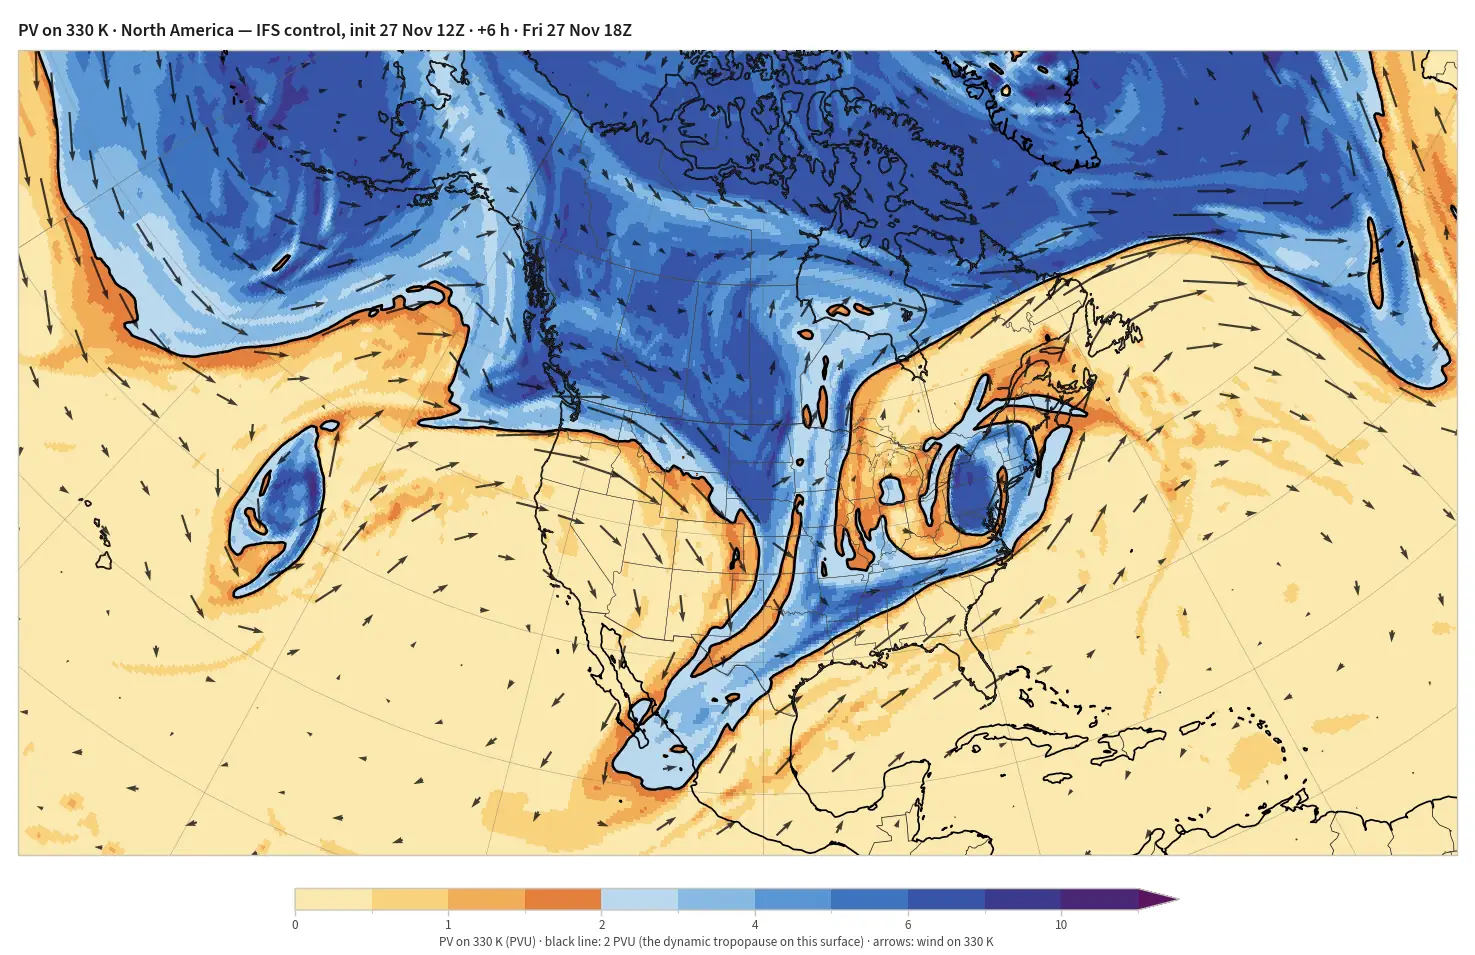 PV on 330 K · North America — IFS control, init 27 Nov 12Z · +6 h · Fri 27 Nov 18Z
0 1 2 4 6 10
PV on 330 K (PVU) · black line: 2 PVU (the dynamic tropopause on this surface) · arrows: wind on 330 K